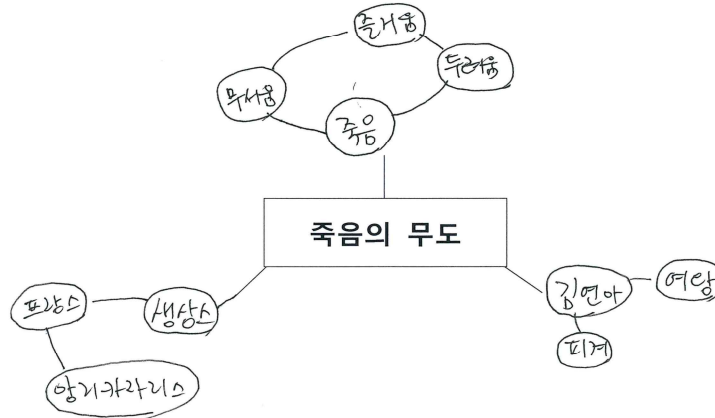 즐거움
두려움
무서움
죽음
죽음의 무도
김연아
여왕
피겨
생상스
프랑스
앙리카자리스